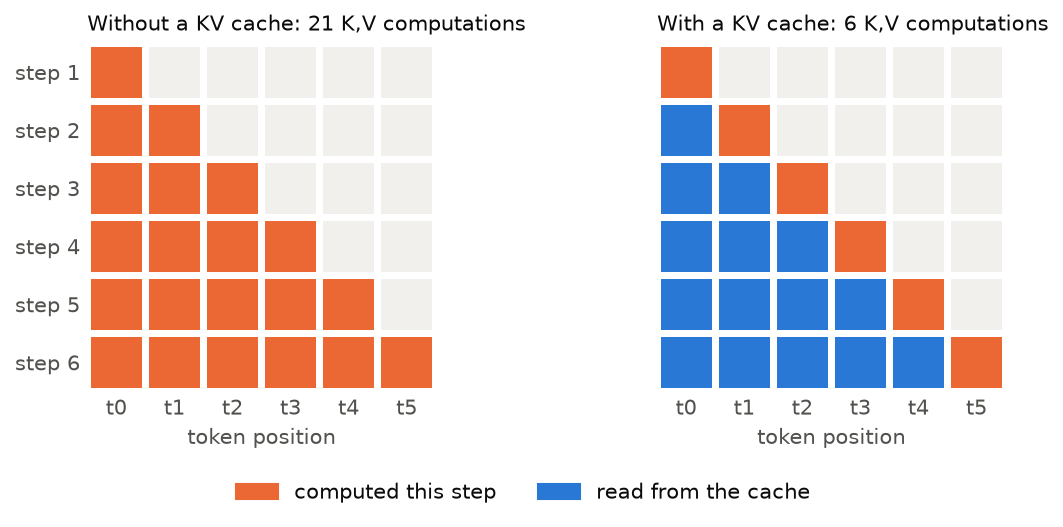 Without a KV cache: 21 K,V computations
With a KV cache: 6 K,V computations
step 1
step 2
step 3
step 4
step 5
step 6
t0 t1 t2 t3 t4 t5
token position
t0 t1 t2 t3 t4 t5
token position
computed this step
read from the cache